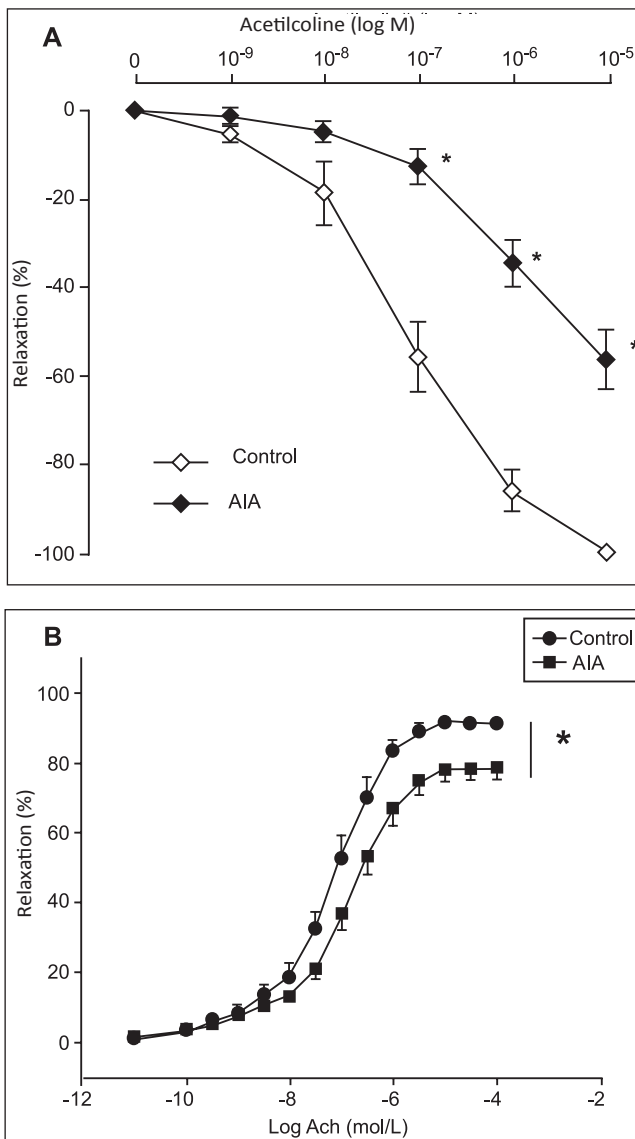 A
Acetilcoline (log M)
0 10-9 10-8 10-7 10-6 10-5
0
-20
-40
-60
-80
-100
Relaxation (%)
*
*
*
Control
AIA
B
Control
AIA
100
80
60
40
20
0
Relaxation (%)
*
-12 -10 -8 -6 -4 -2
Log Ach (mol/L)